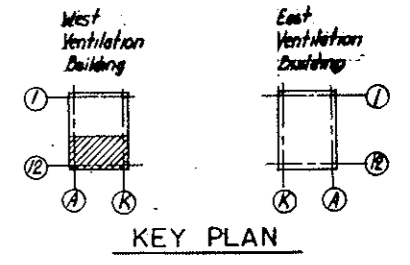 West
Ventilation
Building
East
Ventilation
Building
1
1
12
12
A
K
K
A
KEY PLAN